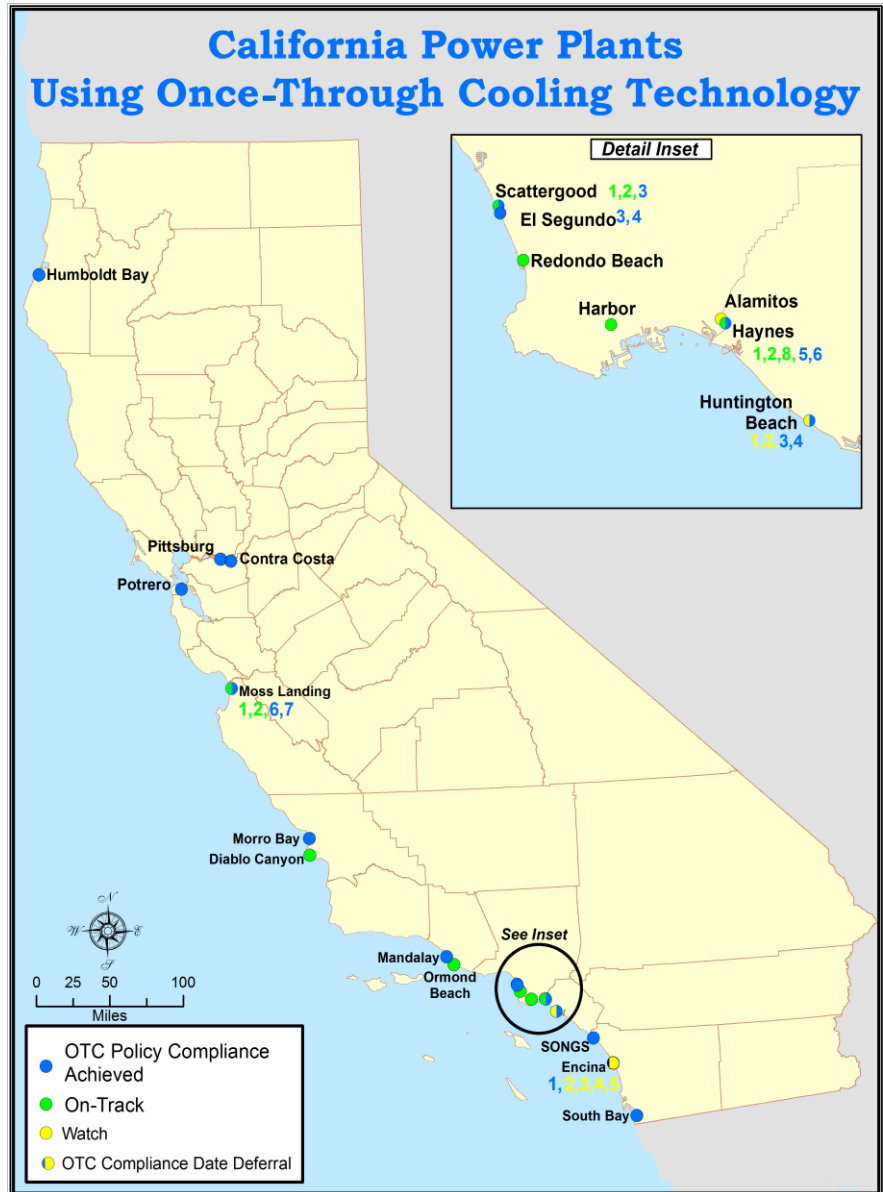 California Power Plants
Using Once-Through Cooling Technology
Detail Inset
Scattergood 1,2,3
El Segundo 3,4
Redondo Beach
Harbor
Alamitos
Haynes
1,2,8, 5,6
Huntington
Beach
1,2,3,4
Humboldt Bay
Pittsburg
Contra Costa
Potrero
Moss Landing
1,2,6,7
Morro Bay
Diablo Canyon
N
W E
S
Mandalay
Ormond
Beach
See Inset
0 25 50 100
Miles
SONGS
Encina
1, 2,3,4,5
South Bay
OTC Policy Compliance
Achieved
On-Track
Watch
OTC Compliance Date Deferral